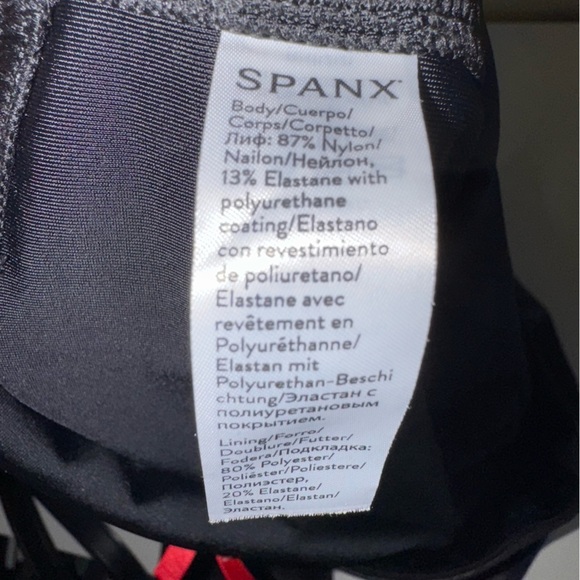 SPANX
Body/Cuerpo/
Corps/Corpetto/
Лиф: 87% Nylon/
Nailon/Нейлон,
13% Elastane with
polyurethane
coating/Elastano
con revestimiento
de poliuretano/
Elastane avec
revêtement en
Polyuréthanne/
Elastan mit
Polyurethan-Beschi
chtung/Эластан с
полиуретановым
покрытием.
Lining/Forro/
Doublure/Futter/
Fodera/Подкладка:
80% Polyester/
Poliéster/Poliestere/
Полиэстер,
20% Elastane/
Elastano/Elastan/
Эластан.